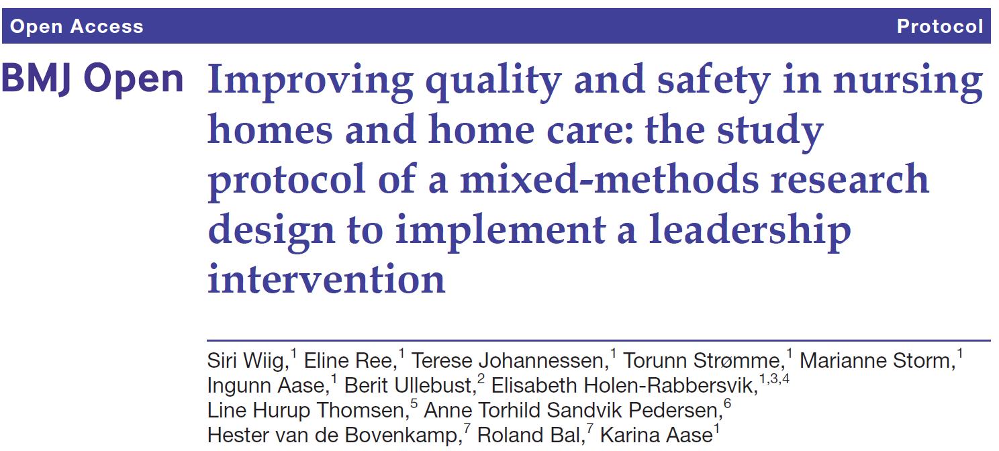 Open Access
Protocol
BMJ Open
Improving quality and safety in nursing
homes and home care: the study
protocol of a mixed-methods research
design to implement a leadership
intervention
Siri Wiig,1 Eline Ree,1 Terese Johannessen,1 Torunn Strømme,1 Marianne Storm,1
Ingunn Aase,1 Berit Ullebust,2 Elisabeth Holen-Rabbersvik,1,3,4
Line Hurup Thomsen,5 Anne Torhild Sandvik Pedersen,6
Hester van de Bovenkamp,7 Roland Bal,7 Karina Aase1